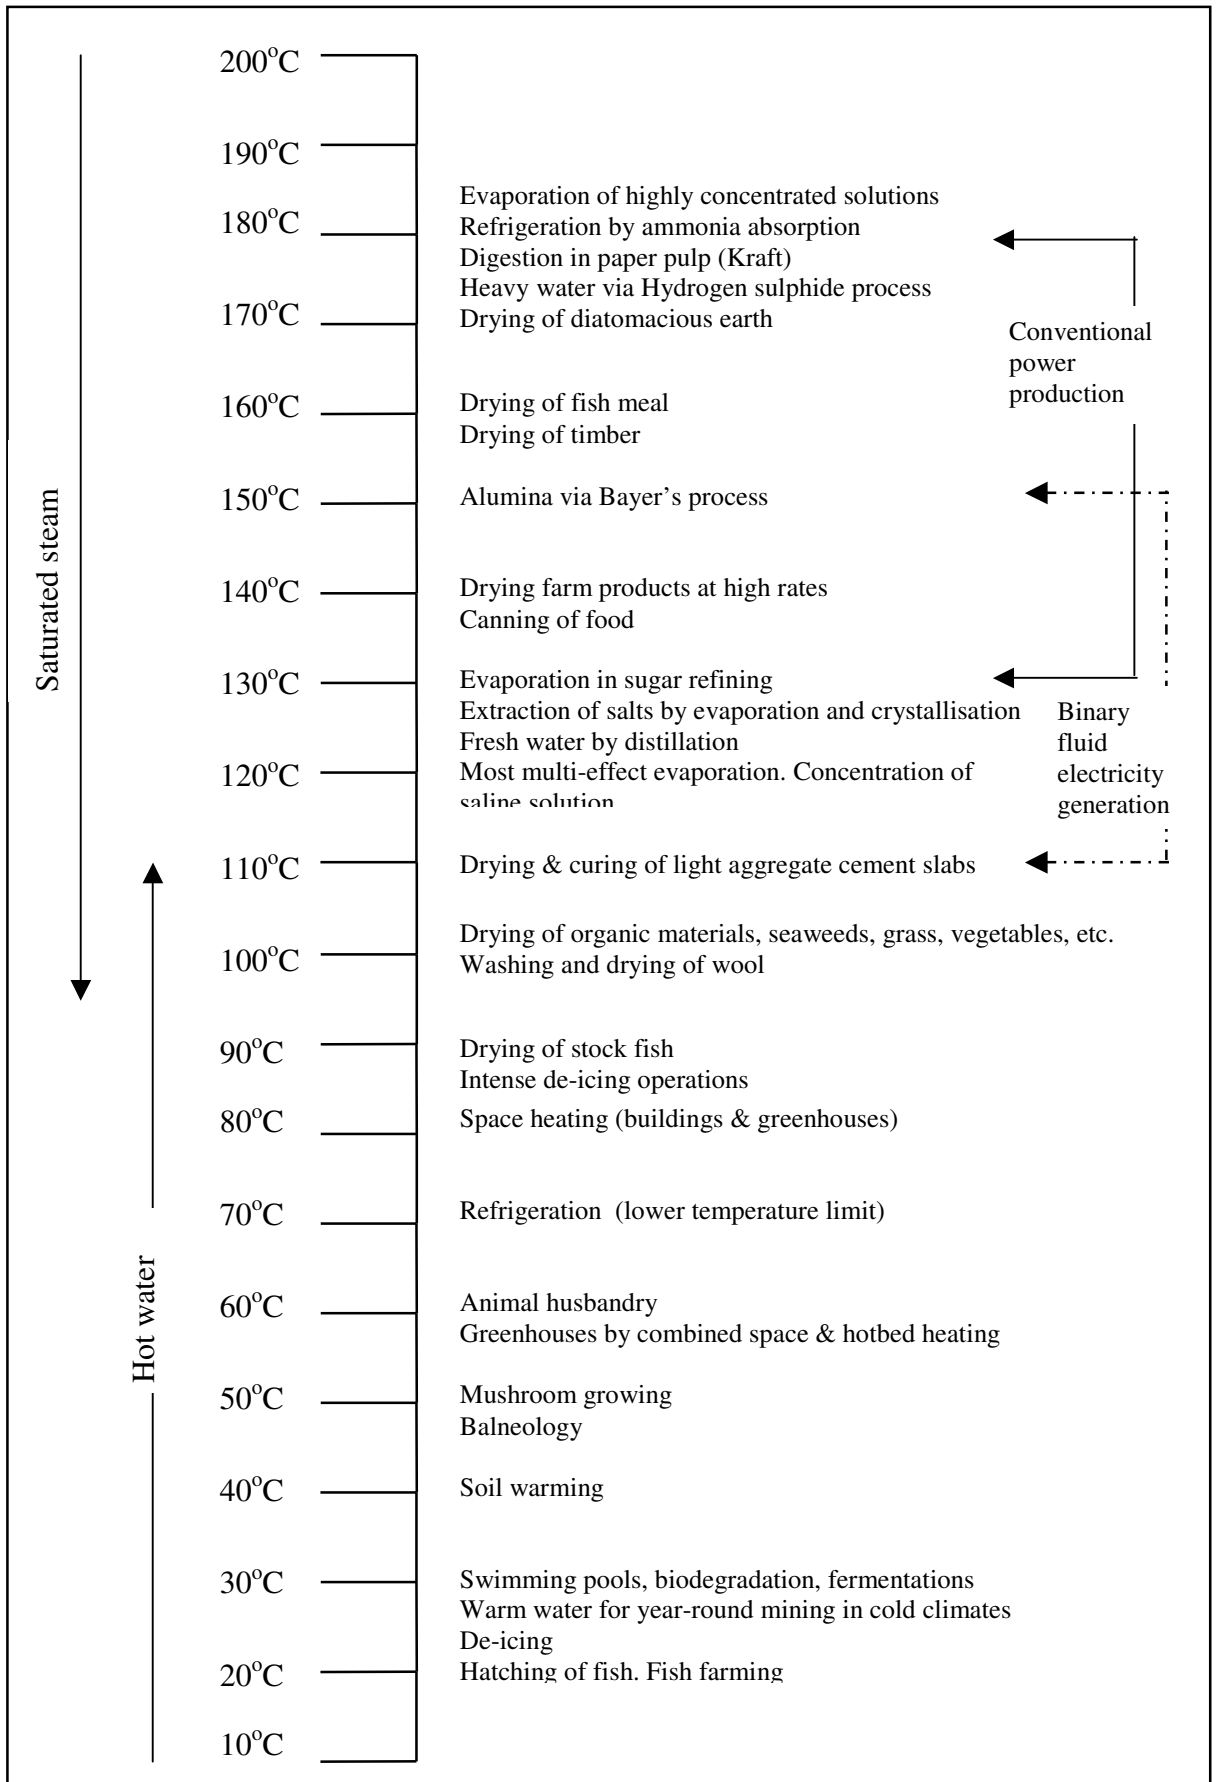 200°C
190°C
Evaporation of highly concentrated solutions
180°C
Refrigeration by ammonia absorption
Digestion in paper pulp (Kraft)
Heavy water via Hydrogen sulphide process
170°C
Drying of diatomacious earth
Conventional
power
production
160°C
Drying of fish meal
Drying of timber
150°C
Alumina via Bayer's process
Saturated steam
140°C
Drying farm products at high rates
Canning of food
130°C
Evaporation in sugar refining
Extraction of salts by evaporation and crystallisation
Fresh water by distillation
120°C
Most multi-effect evaporation. Concentration of
saline solution
Binary
fluid
electricity
generation
110°C
Drying & curing of light aggregate cement slabs
Drying of organic materials, seaweeds, grass, vegetables, etc.
100°C
Washing and drying of wool
90°C
Drying of stock fish
Intense de-icing operations
80°C
Space heating (buildings & greenhouses)
70°C
Refrigeration (lower temperature limit)
Hot water
60°C
Animal husbandry
Greenhouses by combined space & hotbed heating
50°C
Mushroom growing
Balneology
40°C
Soil warming
30°C
Swimming pools, biodegradation, fermentations
Warm water for year-round mining in cold climates
De-icing
20°C
Hatching of fish. Fish farming
10°C